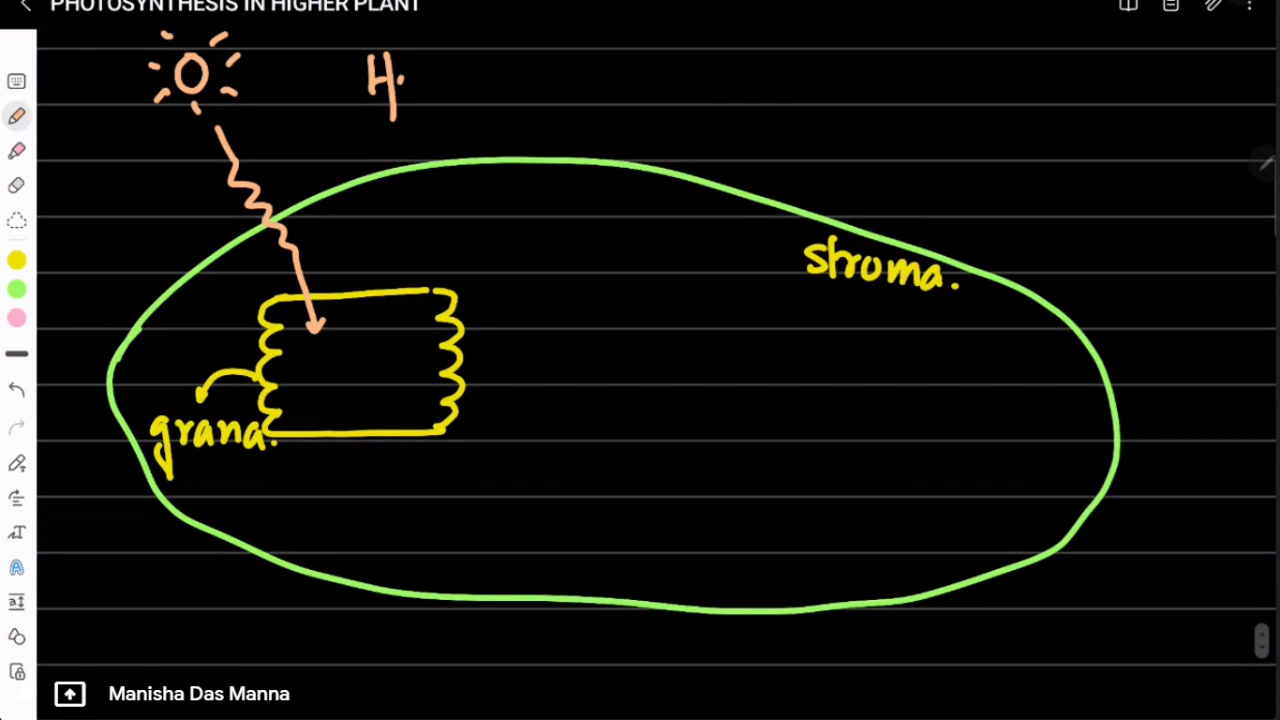 PHOTOSYNTHESIS IN HIGHER PLANT
H.
stroma.
grana.
Manisha Das Manna